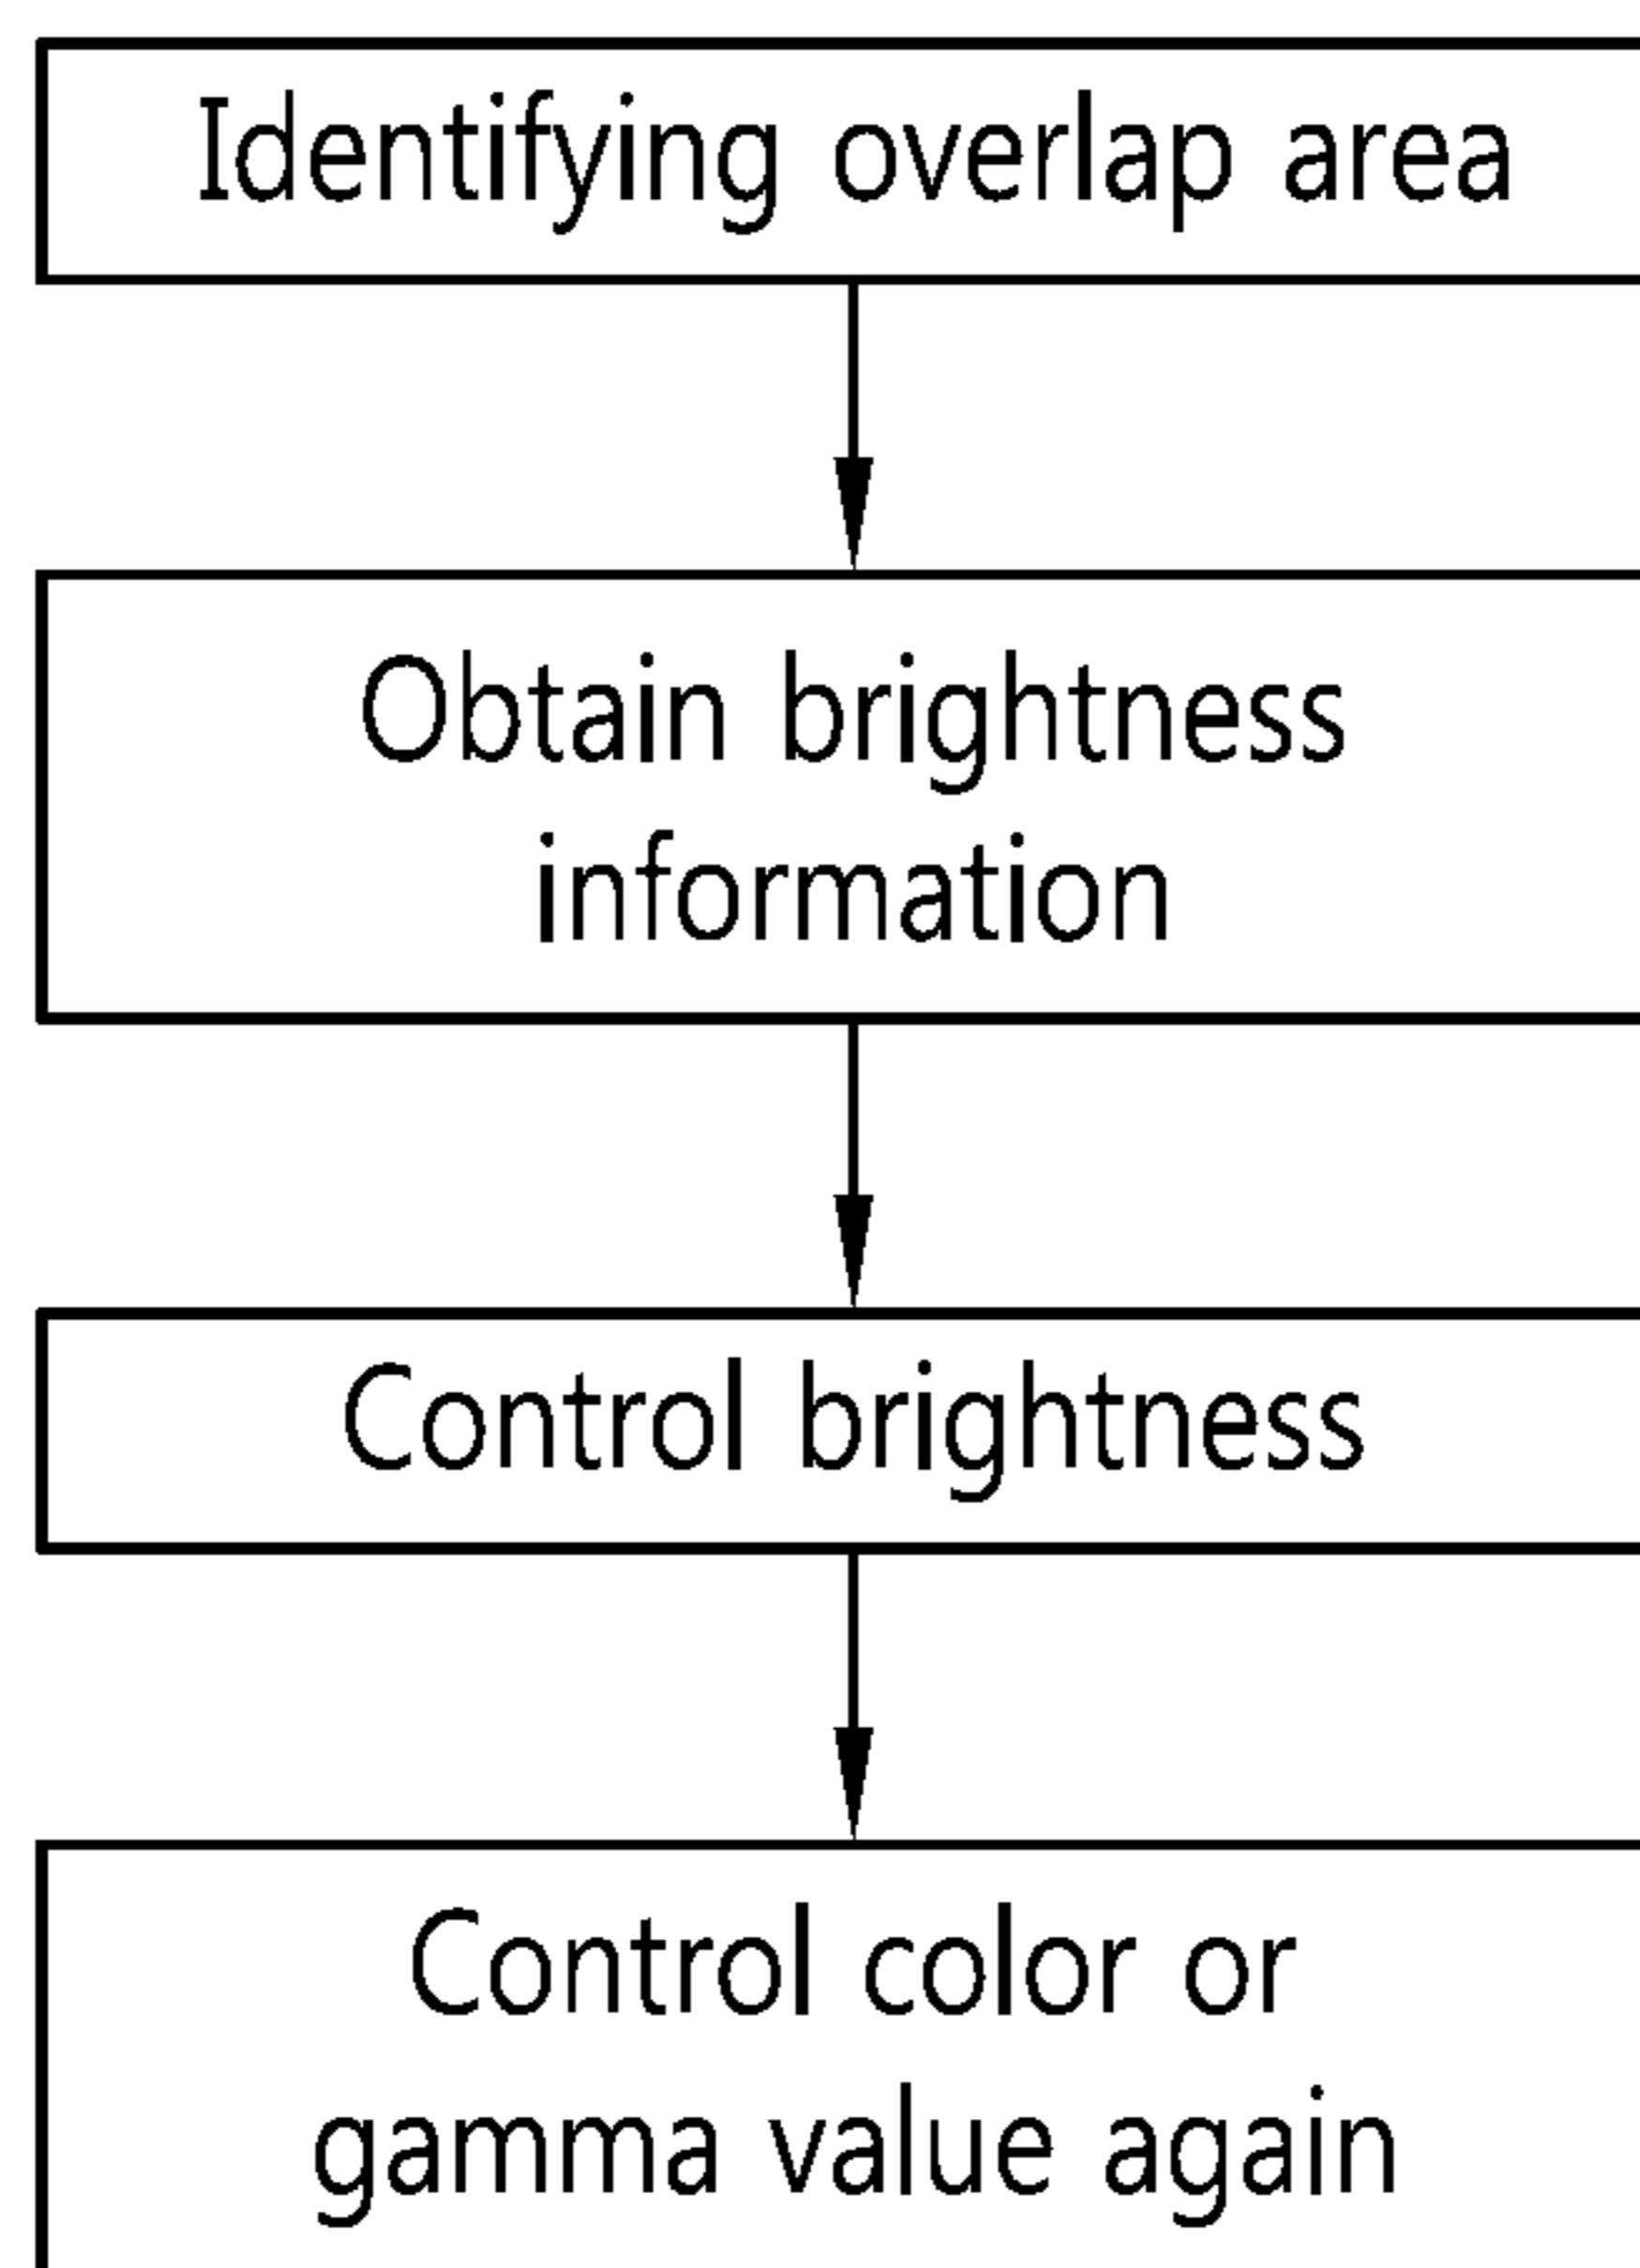 Identifying overlap area
Obtain brightness
information
Control brightness
Control color or
gamma value again